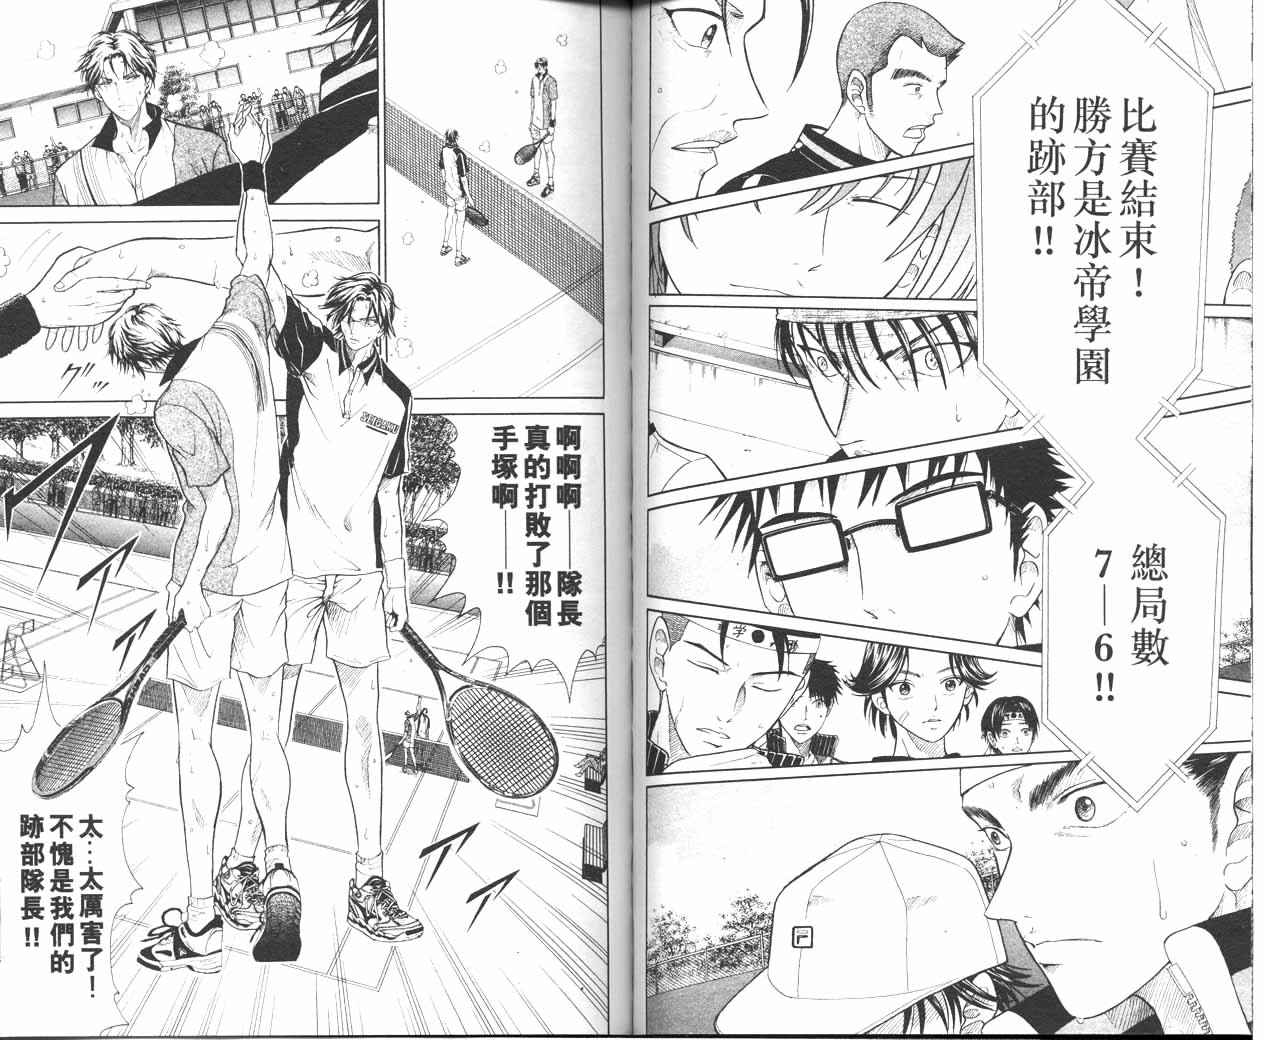 比賽結束！
勝方是冰帝學園
的跡部!!
總局數
7—6!!
学
SEIGAKU
啊啊啊——隊長
真的打敗了那個
手塚啊——!!
太…太厲害了！
不愧是我們的
跡部隊長!!